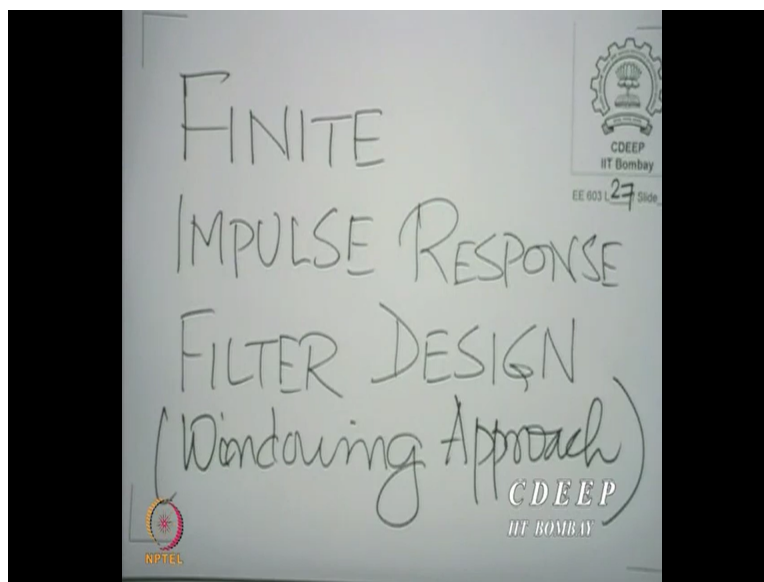 FINITE
IMPULSE RESPONSE
FILTER DESIGN
(Windowing Approach)
CDEEP
IIT Bombay
EE 603 L 27 Slide
CDEEP
IIT BOMBAY
NPTEL